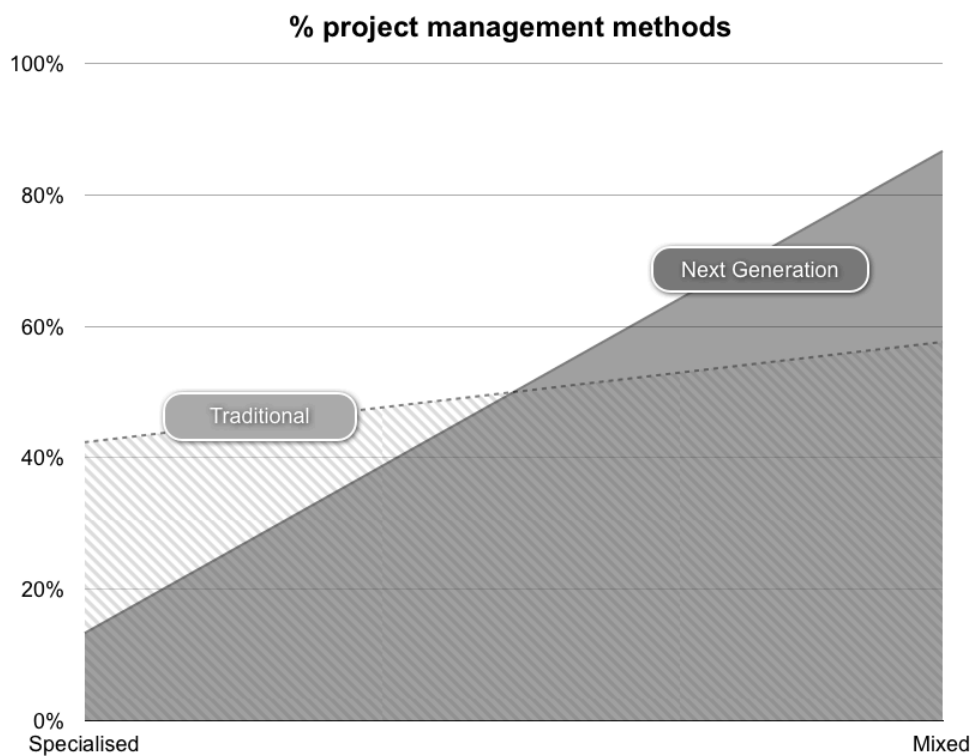 % project management methods
100%
80%
Next Generation
60%
Traditional
40%
20%
0%
Specialised
Mixed